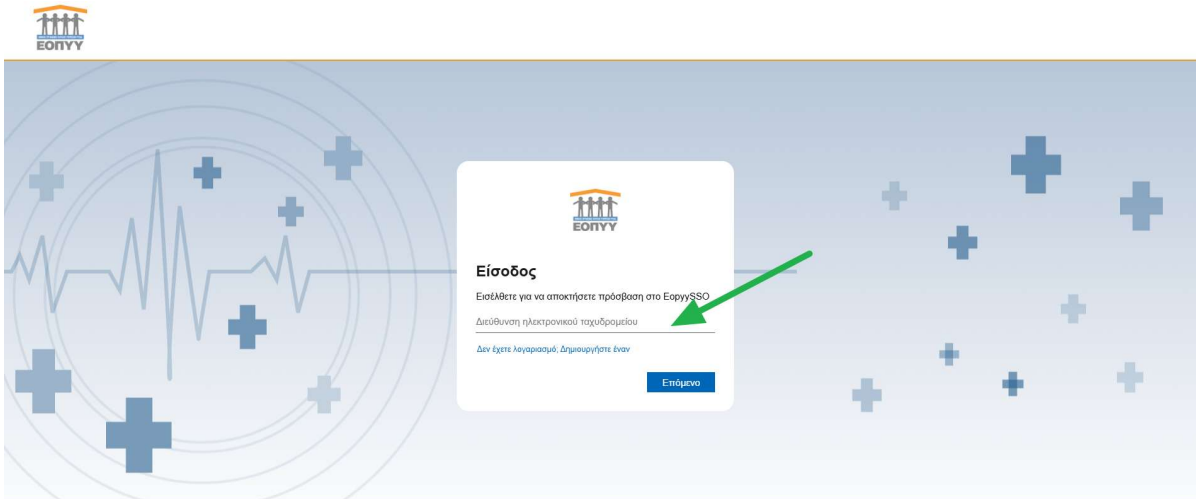 ΕΟΠΥΥ
ΕΟΠΥΥ
Είσοδος
Εισέλθετε για να αποκτήσετε πρόσβαση στο EopyySSO
Διεύθυνση ηλεκτρονικού ταχυδρομείου
Δεν έχετε λογαριασμό; Δημιουργήστε έναν
Επόμενο